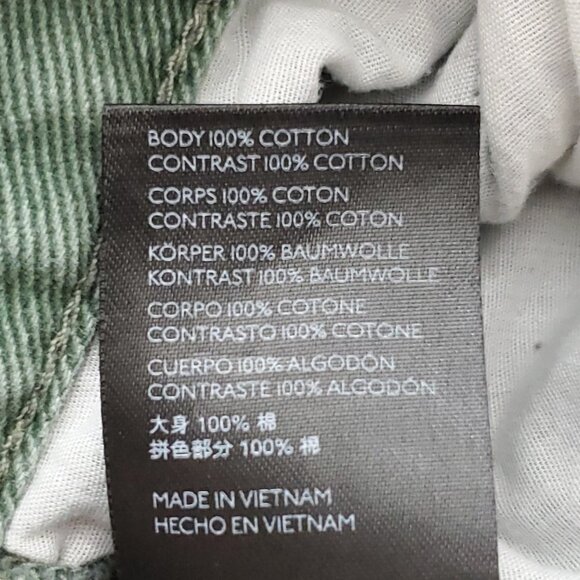 BODY 100% COTTON
CONTRAST 100% COTTON
CORPS 100% COTON
CONTRASTE 100% COTON
KÖRPER 100% BAUMWOLLE
KONTRAST 100% BAUMWOLLE
CORPO 100% COTONE
CONTRASTO 100% COTONE
CUERPO 100% ALGODÓN
CONTRASTE 100% ALGODÓN
大身 100% 棉
拼色部分 100% 棉
MADE IN VIETNAM
HECHO EN VIETNAM